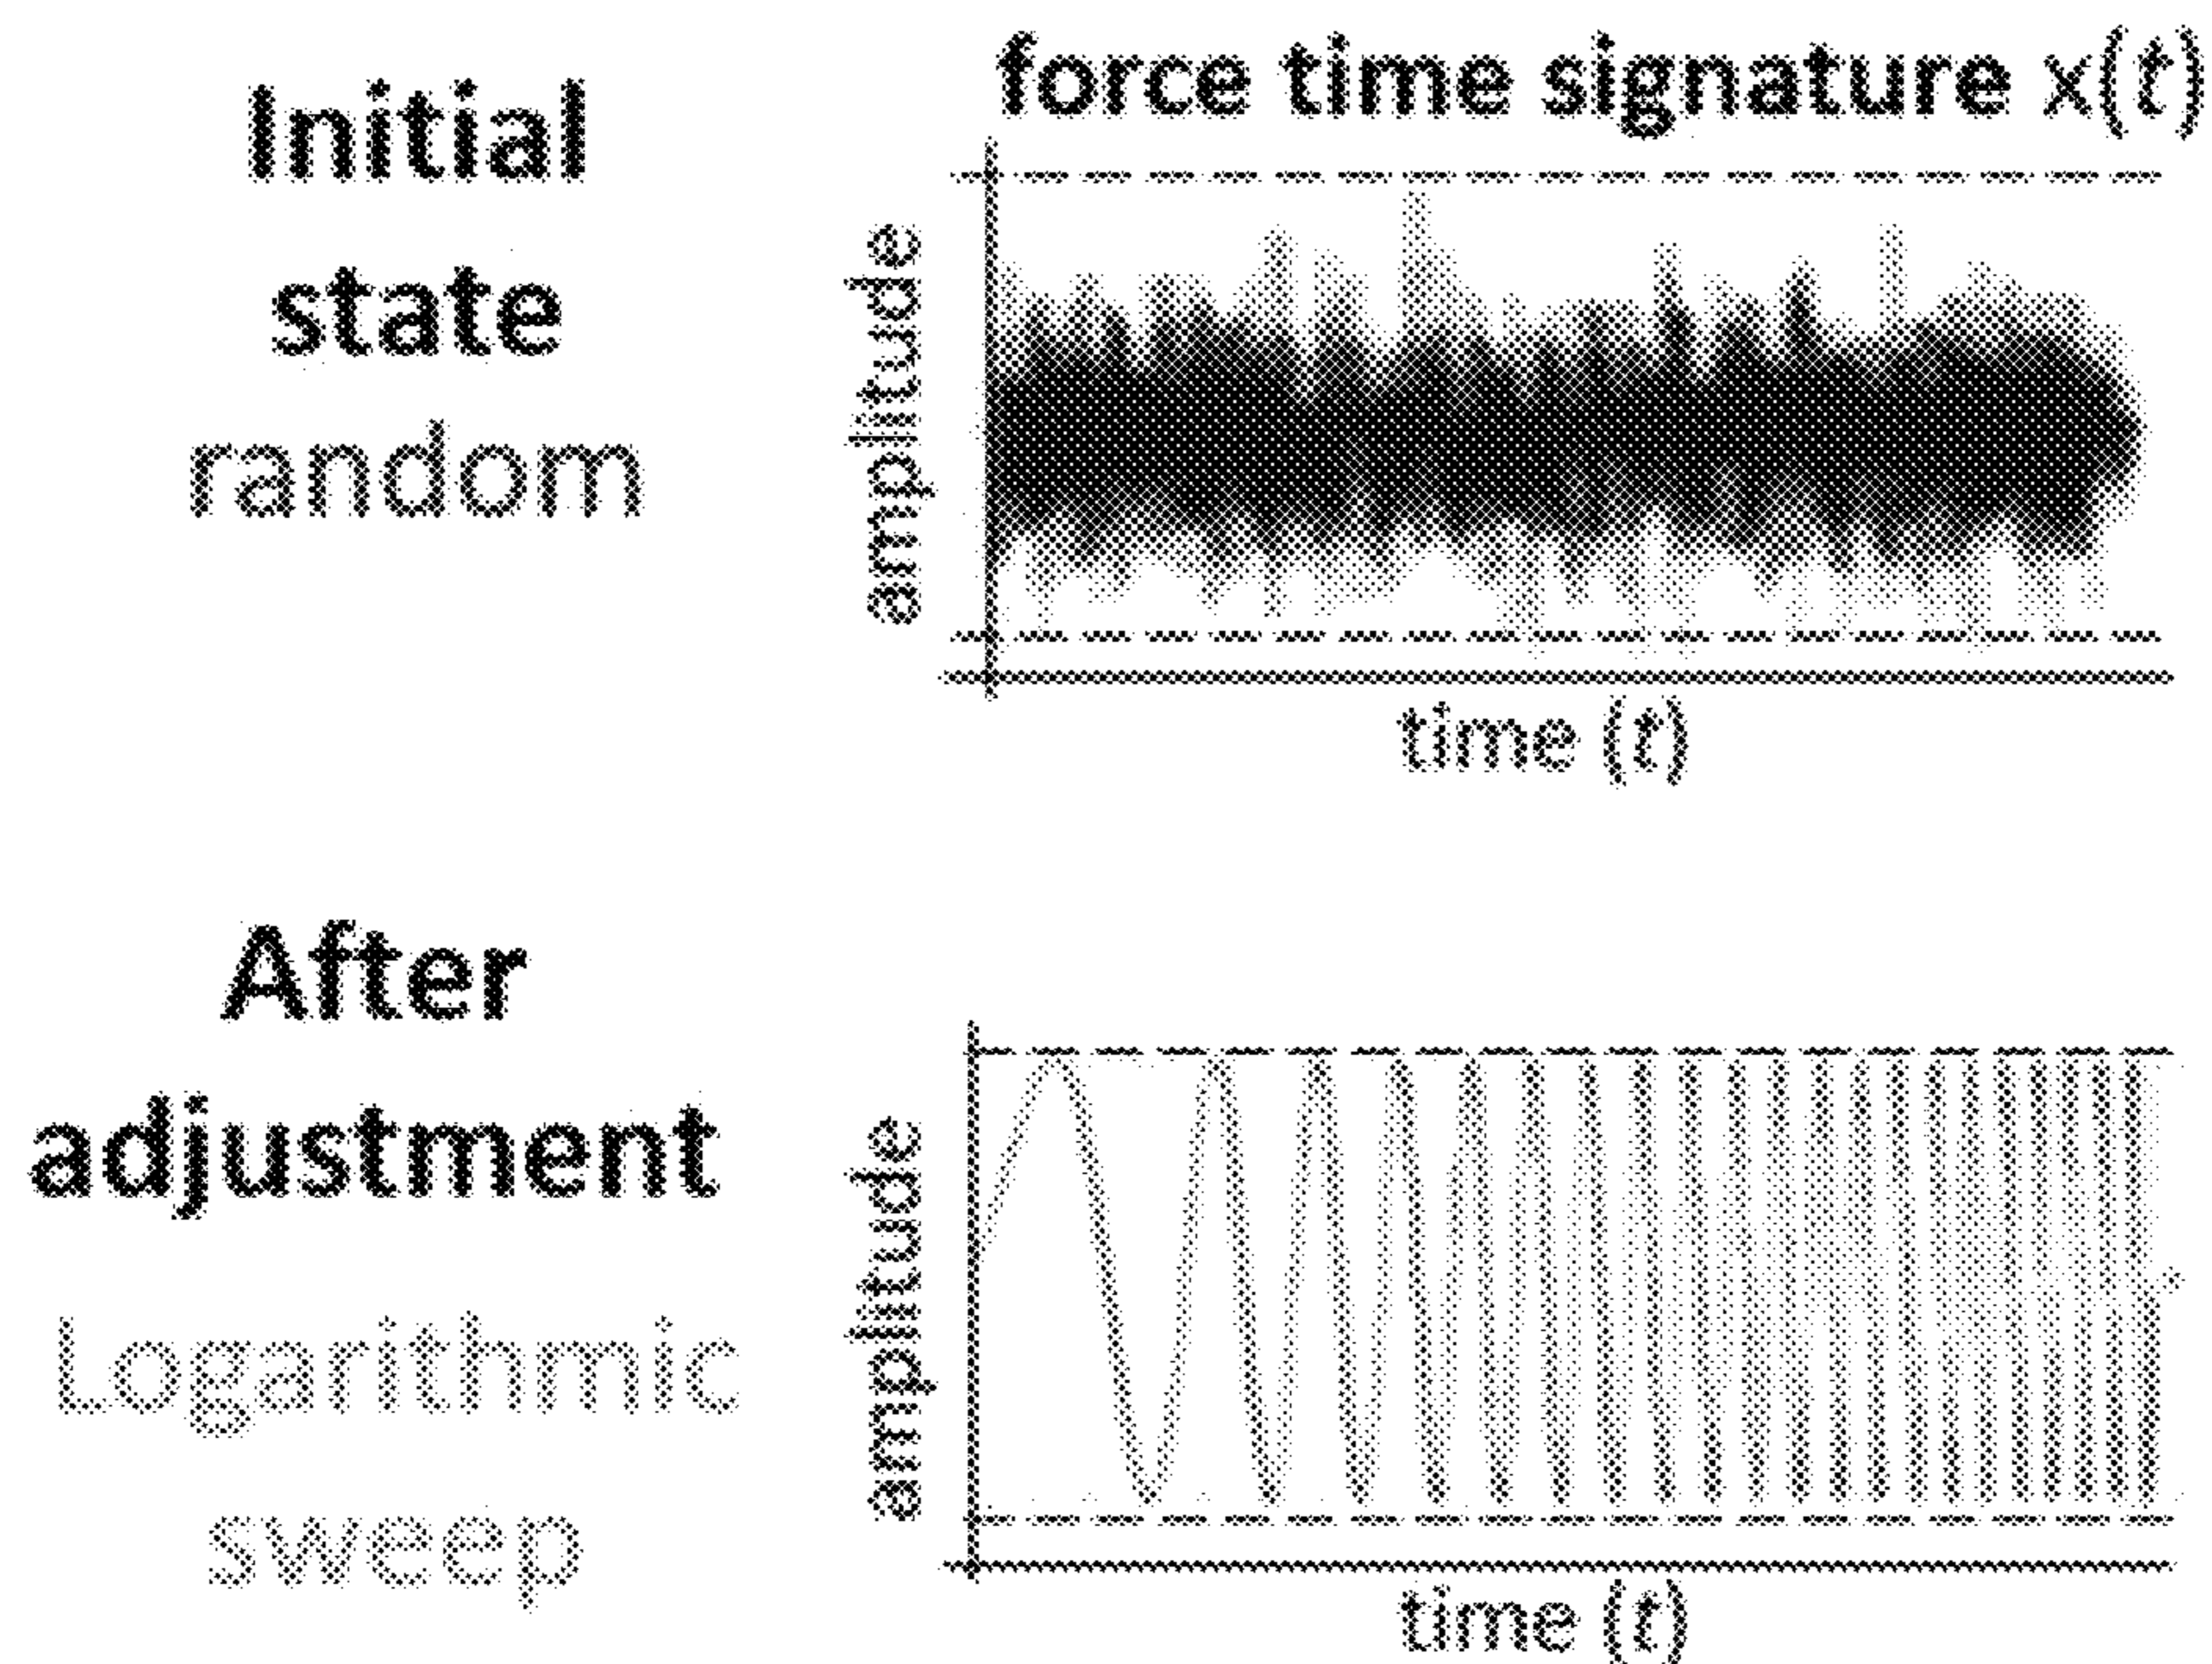 Initial
state
random
force time signature x(t)
amplitude
time (t)
After
adjustment
Logarithmic
sweep
amplitude
time (t)